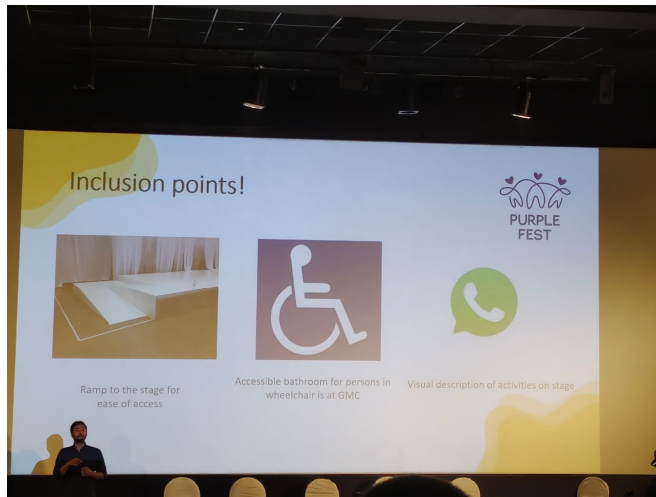 Inclusion points!
PURPLE
FEST
Ramp to the stage for
ease of access
Accessible bathroom for persons in
wheelchair is at GMC
Visual description of activities on stage